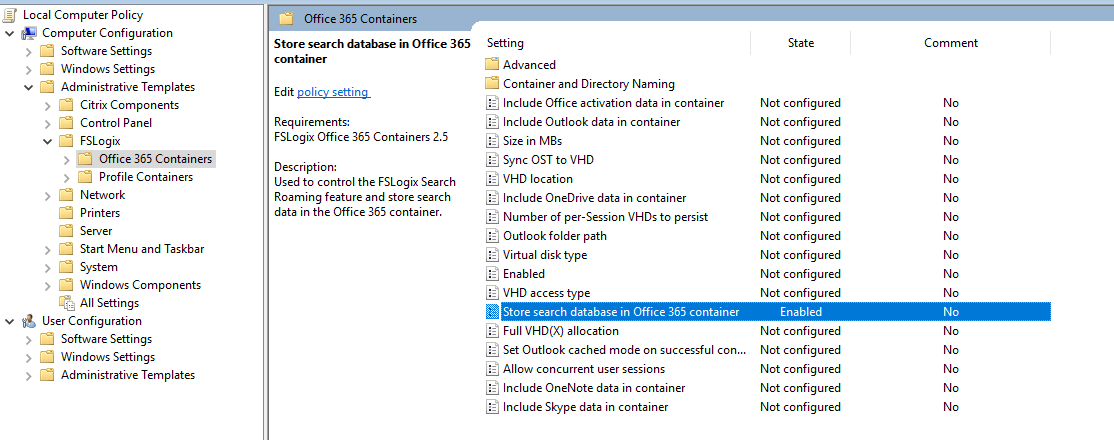 Local Computer Policy
Computer Configuration
Software Settings
Windows Settings
Administrative Templates
Citrix Components
Control Panel
FSLogix
Office 365 Containers
Profile Containers
Network
Printers
Server
Start Menu and Taskbar
System
Windows Components
All Settings
User Configuration
Software Settings
Windows Settings
Administrative Templates
Office 365 Containers
Store search database in Office 365
container
Edit policy setting
Requirements:
FSLogix Office 365 Containers 2.5
Description:
Used to control the FSLogix Search
Roaming feature and store search
data in the Office 365 container.
Setting State Comment
Advanced
Container and Directory Naming
Include Office activation data in container Not configured No
Include Outlook data in container Not configured No
Size in MBs Not configured No
Sync OST to VHD Not configured No
VHD location Not configured No
Include OneDrive data in container Not configured No
Number of per-Session VHDs to persist Not configured No
Outlook folder path Not configured No
Virtual disk type Not configured No
Enabled Not configured No
VHD access type Not configured No
Store search database in Office 365 container Enabled No
Full VHD(X) allocation Not configured No
Set Outlook cached mode on successful con... Not configured No
Allow concurrent user sessions Not configured No
Include OneNote data in container Not configured No
Include Skype data in container Not configured No